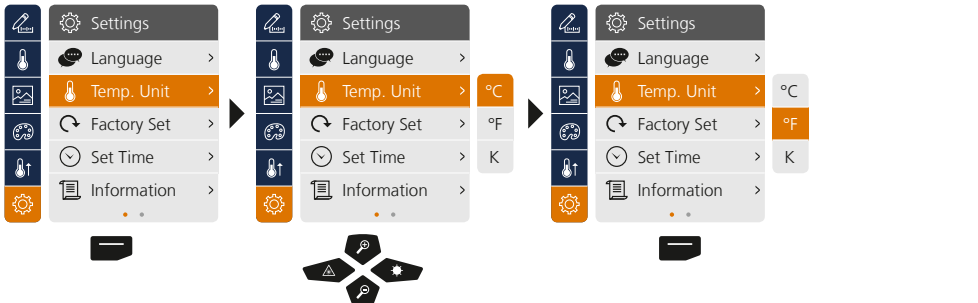 Settings
Language
Temp. Unit
Factory Set
Set Time
Information
Settings
Language
Temp. Unit
Factory Set
Set Time
Information
°C
°F
K
Settings
Language
Temp. Unit
Factory Set
Set Time
Information
°C
°F
K